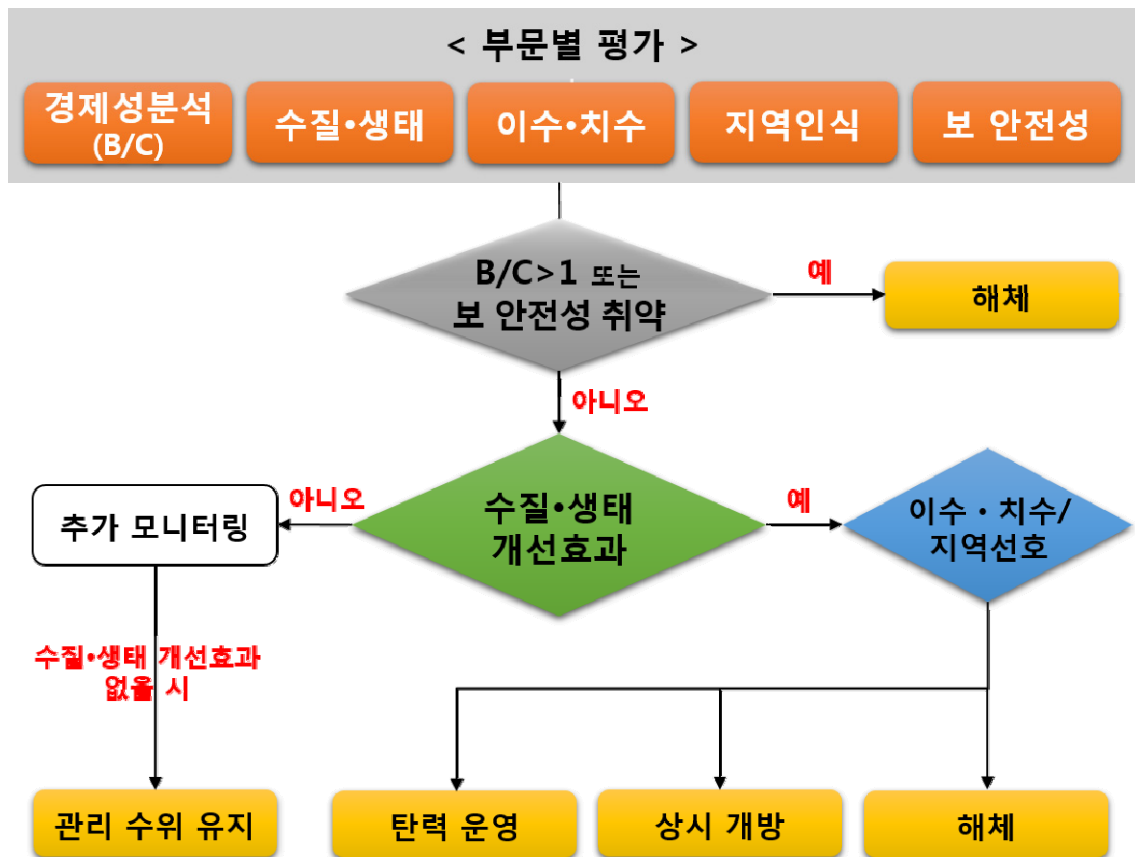 < 부문별 평가 >
경제성분석
(B/C)
수질•생태
이수•치수
지역인식
보 안전성
B/C>1 또는
보 안전성 취약
예
해체
아니오
수질•생태
개선효과
아니오
추가 모니터링
예
이수 · 치수/
지역선호
수질•생태 개선효과
없을 시
관리 수위 유지
탄력 운영
상시 개방
해체